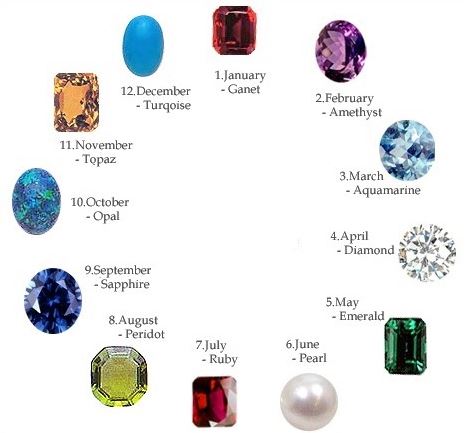 1.January
- Ganet
2.February
- Amethyst
3.March
- Aquamarine
4.April
- Diamond
5.May
- Emerald
6.June
- Pearl
7.July
- Ruby
8.August
- Peridot
9.September
- Sapphire
10.October
- Opal
11.November
- Topaz
12.December
- Turqoise